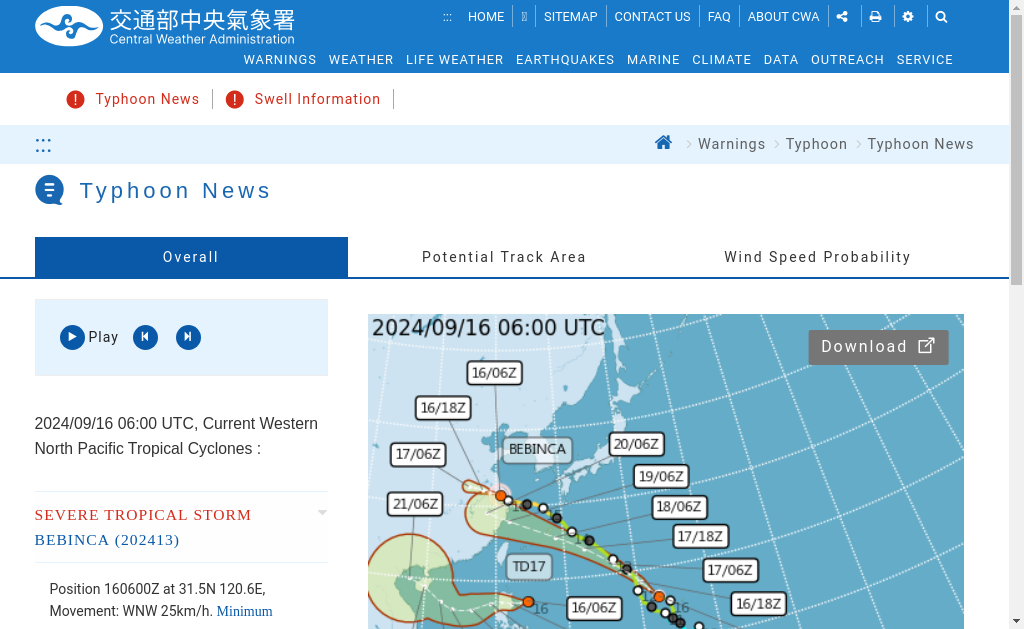 交通部中央氣象署
Central Weather Administration
::: HOME SITEMAP CONTACT US FAQ ABOUT CWA
WARNINGS WEATHER LIFE WEATHER EARTHQUAKES MARINE CLIMATE DATA OUTREACH SERVICE
Typhoon News
Swell Information
:::
Warnings Typhoon Typhoon News
Typhoon News
Overall
Potential Track Area
Wind Speed Probability
Play
2024/09/16 06:00 UTC, Current Western
North Pacific Tropical Cyclones :
SEVERE TROPICAL STORM
BEBINCA (202413)
Position 160600Z at 31.5N 120.6E,
Movement: WNW 25km/h. Minimum
2024/09/16 06:00 UTC
Download
16/06Z
16/18Z
17/06Z
BEBINCA
20/06Z
19/06Z
21/06Z
18/06Z
17/18Z
TD17
17/06Z
16/18Z
16/06Z
16
16